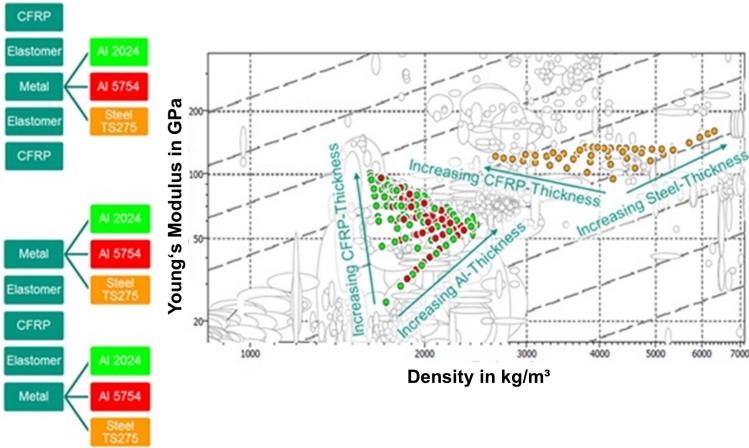 CFRP
Elastomer
Al 2024
Metal
Al 5754
Elastomer
Steel
TS275
CFRP
Al 2024
Metal
Al 5754
Elastomer
Steel
TS275
CFRP
Elastomer
Al 2024
Metal
Al 5754
Steel
TS275
Young‘s Modulus in GPa
200
100
50
20
Increasing CFRP-Thickness
Increasing Al-Thickness
Increasing CFRP-Thickness
Increasing Steel-Thickness
1000
2000
3000
4000
5000
6000
7000
Density in kg/m³